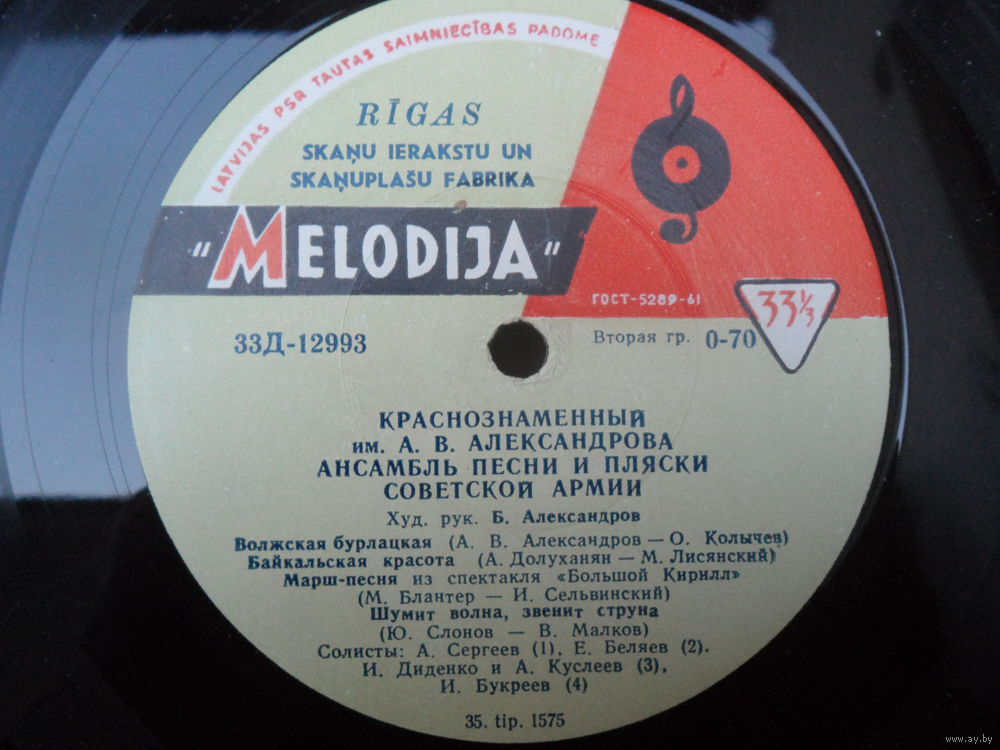 LATVIJAS PSR TAUTAS SAIMNIECĪBAS PADOME
RĪGAS
SKAŅU IERAKSTU UN
SKAŅUPLAŠU FABRIKA
"MELODIJA"
ГОСТ-5289-61
33⅓
33Д-12993
Вторая гр. 0-70
КРАСНОЗНАМЕННЫЙ
им. А. В. АЛЕКСАНДРОВА
АНСАМБЛЬ ПЕСНИ И ПЛЯСКИ
СОВЕТСКОЙ АРМИИ
Худ. рук. Б. Александров
Волжская бурлацкая (А. В. Александров — О. Колычев)
Байкальская красота (А. Долуханян — М. Лисянский)
Марш-песня из спектакля «Большой Кирилл»
(М. Блантер — И. Сельвинский)
Шумит волна, звенит струна
(Ю. Слонов — В. Малков)
Солисты: А. Сергеев (1), Е. Беляев (2),
И. Диденко и А. Куслеев (3),
И. Букреев (4)
35. tip. 1575
www.ay.by